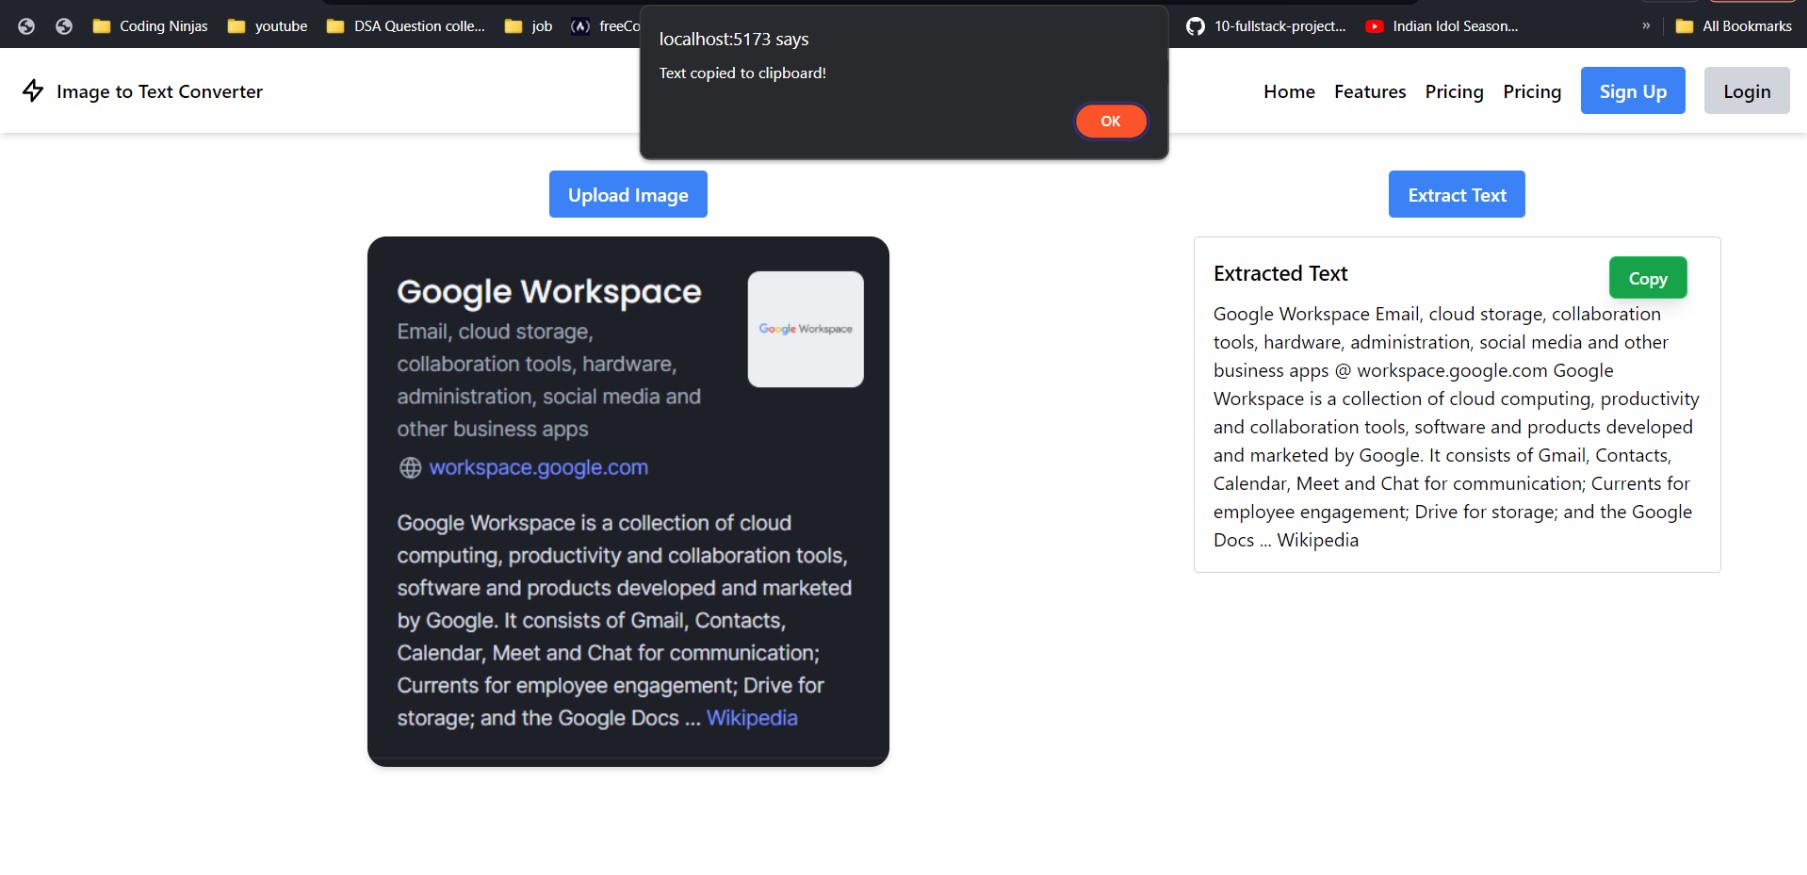 Coding Ninjas
youtube
DSA Question colle...
job
freeCo
10-fullstack-project...
Indian Idol Season...
»
All Bookmarks
localhost:5173 says
Text copied to clipboard!
OK
Image to Text Converter
Home
Features
Pricing
Pricing
Sign Up
Login
Upload Image
Google Workspace
Email, cloud storage,
collaboration tools, hardware,
administration, social media and
other business apps
workspace.google.com
Google Workspace
Google Workspace is a collection of cloud
computing, productivity and collaboration tools,
software and products developed and marketed
by Google. It consists of Gmail, Contacts,
Calendar, Meet and Chat for communication;
Currents for employee engagement; Drive for
storage; and the Google Docs ... Wikipedia
Extract Text
Extracted Text
Copy
Google Workspace Email, cloud storage, collaboration
tools, hardware, administration, social media and other
business apps @ workspace.google.com Google
Workspace is a collection of cloud computing, productivity
and collaboration tools, software and products developed
and marketed by Google. It consists of Gmail, Contacts,
Calendar, Meet and Chat for communication; Currents for
employee engagement; Drive for storage; and the Google
Docs ... Wikipedia